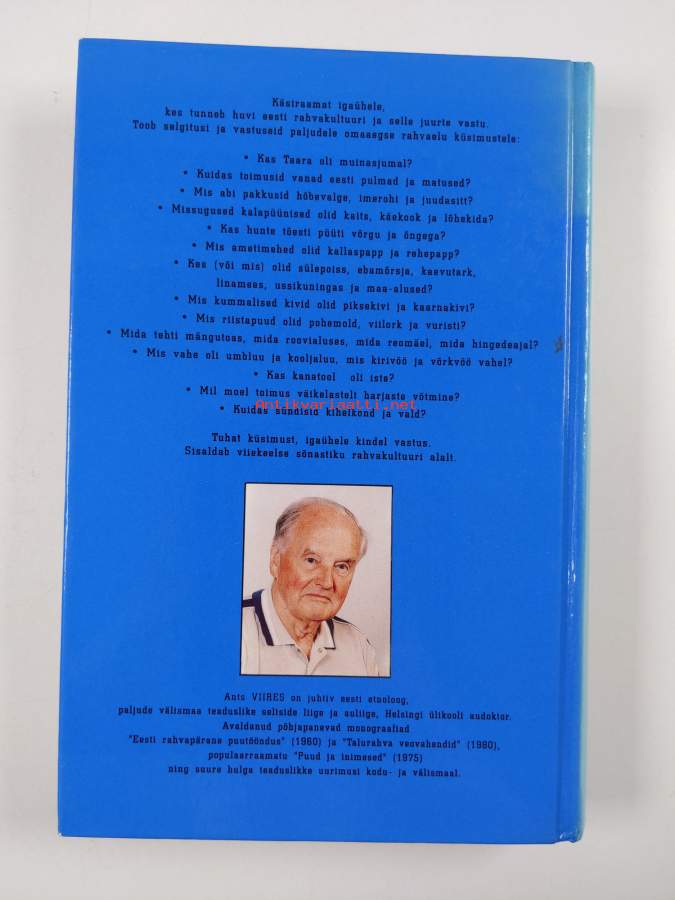 Käsiraamat igaühele,
kes tunneb huvi eesti rahvakultuuri ja selle juurte vastu.
Toob selgitusi ja vastuseid paljudele omaaegse rahvaelu küsimustele:
• Kas Taara oli muinasjumal?
• Kuidas toimusid vanad eesti pulmad ja matused?
• Mis abi pakkusid hõbevalge, imerohi ja juudasitt?
• Missugused kalapüünised olid kaits, käekook ja lõhekida?
• Kas hunte tõesti püüti võrgu ja õngega?
• Mis ametimehed olid kallaspapp ja rehepapp?
• Kes (või mis) olid sülepoiss, ebamõrsja, kaevutark,
linamees, ussikuningas ja maa-alused?
• Mis kummalised kivid olid piksekivi ja kaarnakivi?
• Mis riistapuud olid pohemold, viilork ja vuristi?
• Mida tehti mängutoas, mida roovialuses, mida reomäel, mida hingedeajal?
• Mis vahe oli umbluu ja kooljaluu, mis kirivöö ja võrkvöö vahel?
• Kas kanatool oli iste?
• Mil moel toimus väikelastelt harjaste võtmine?
Antikvariaatti.net
• Kuidas sündisid kihelkond ja vald?
Tuhat küsimust, igaühele kindel vastus.
Sisaldab viiekeelse sõnastiku rahvakultuuri alalt.
Ants VIIRES on juhtiv eesti etnoloog,
paljude välismaa teaduslike seltside liige ja auliige, Helsingi ülikooli audoktor.
Avaldanud põhjapanevad monograafiad
"Eesti rahvapärane puutööndus" (1960) ja "Talurahva veovahendid" (1980),
populaarraamatu "Puud ja inimesed" (1975)
ning suure hulga teaduslikke uurimusi kodu- ja välismaal.